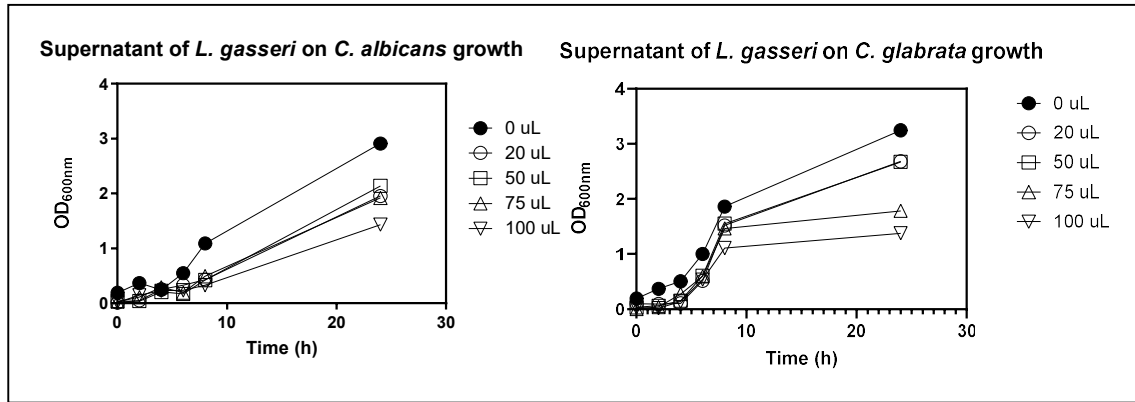 Supernatant of L. gasseri on C. albicans growth
4
3
2
1
0
0 10 20 30
OD600nm
Time (h)
0 uL
20 uL
50 uL
75 uL
100 uL
Supernatant of L. gasseri on C. glabrata growth
4
3
2
1
0
0 10 20 30
OD600nm
Time (h)
0 uL
20 uL
50 uL
75 uL
100 uL